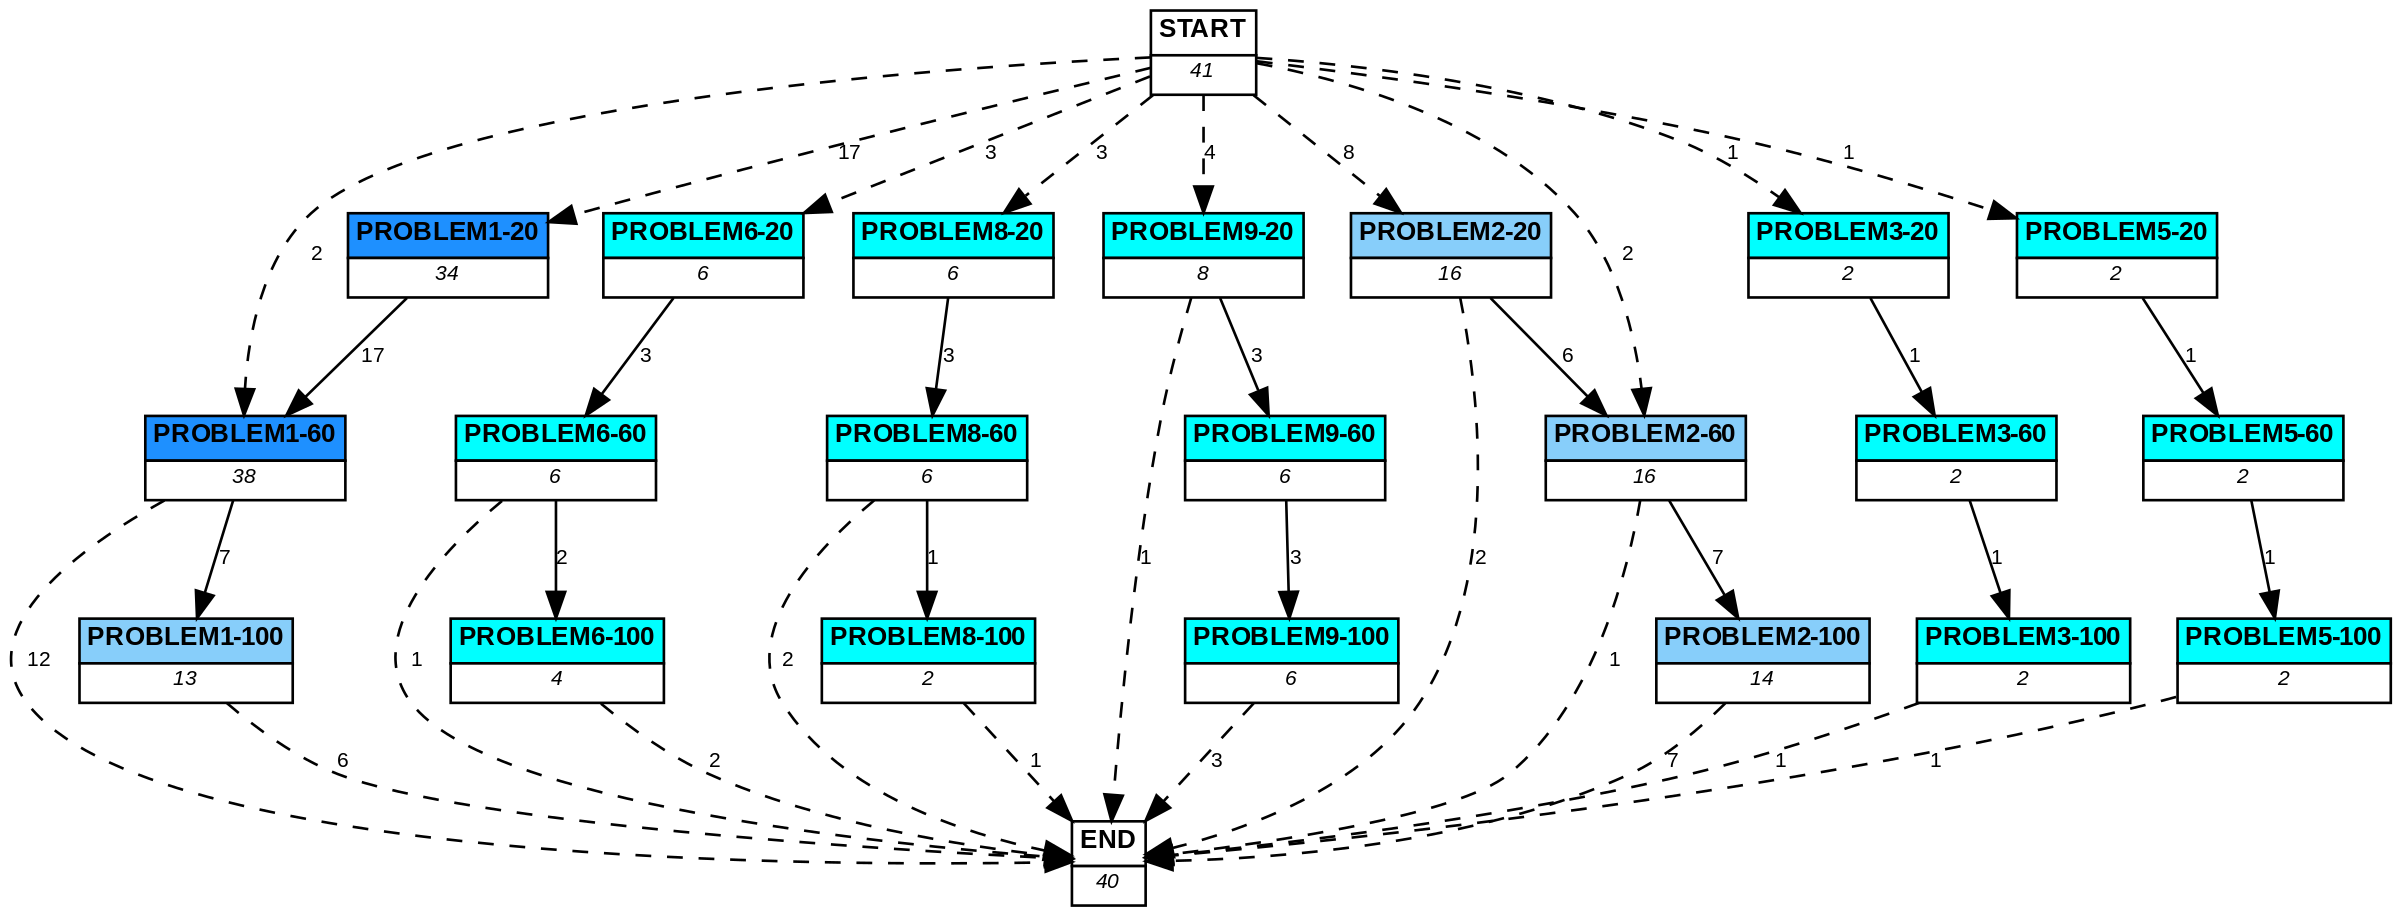 START
41
17
3
3
4
8
1
1
2
2
PROBLEM1-20
34
PROBLEM6-20
6
PROBLEM8-20
6
PROBLEM9-20
8
PROBLEM2-20
16
PROBLEM3-20
2
PROBLEM5-20
2
17
3
3
3
6
1
1
PROBLEM1-60
38
PROBLEM6-60
6
PROBLEM8-60
6
PROBLEM9-60
6
PROBLEM2-60
16
PROBLEM3-60
2
PROBLEM5-60
2
7
2
1
1
3
2
7
1
1
12
PROBLEM1-100
13
1
PROBLEM6-100
4
2
PROBLEM8-100
2
PROBLEM9-100
6
1
PROBLEM2-100
14
PROBLEM3-100
2
PROBLEM5-100
2
6
2
1
3
7
1
1
END
40